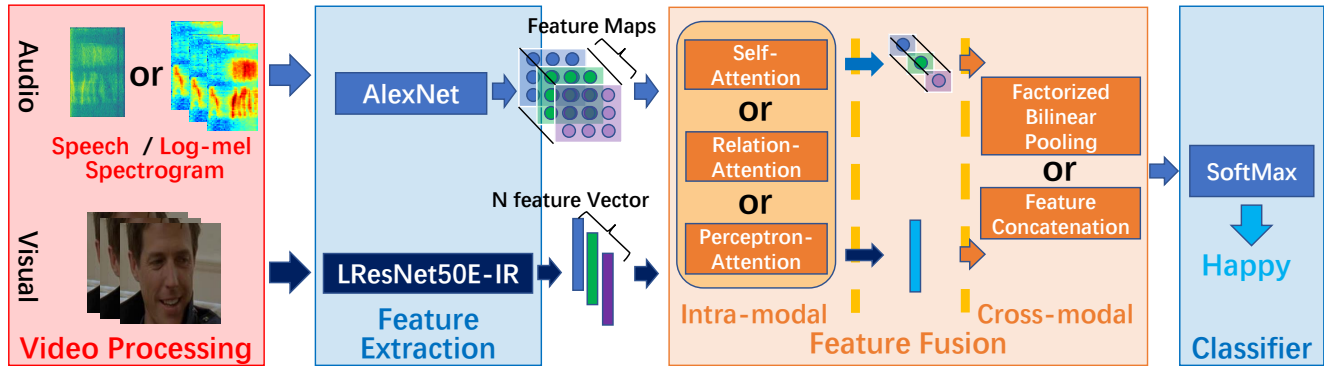 Audio
or
Speech / Log-mel
Spectrogram
Visual
Video Processing
AlexNet
Feature Maps
N feature Vector
LResNet50E-IR
Feature
Extraction
Self-
Attention
or
Relation-
Attention
or
Perceptron-
Attention
Intra-modal
Factorized
Bilinear
Pooling
or
Feature
Concatenation
Cross-modal
Feature Fusion
SoftMax
Happy
Classifier